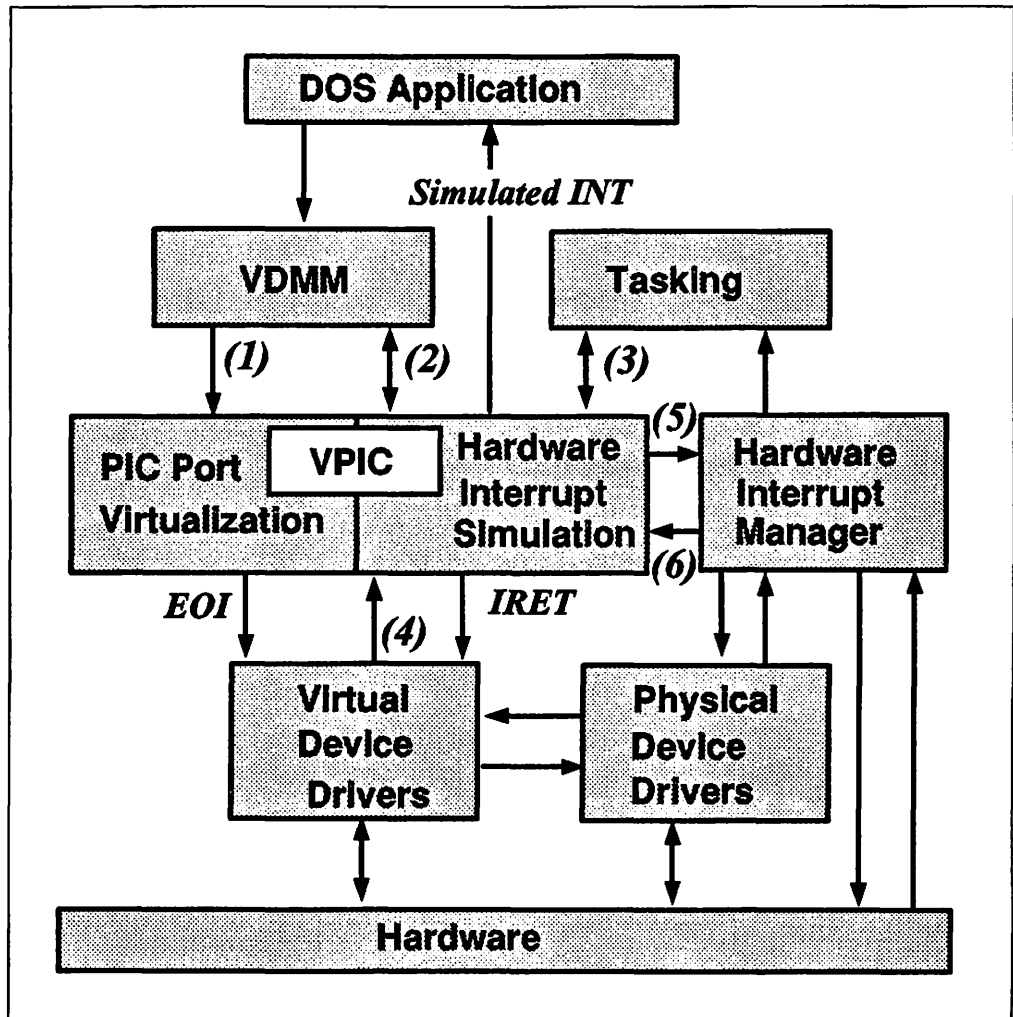 DOS Application
Simulated INT
VDMM
Tasking
(1)
(2)
(3)
PIC Port
Virtualization
VPIC
Hardware
Interrupt
Simulation
(5)
(6)
Hardware
Interrupt
Manager
EOI
(4)
IRET
Virtual
Device
Drivers
Physical
Device
Drivers
Hardware